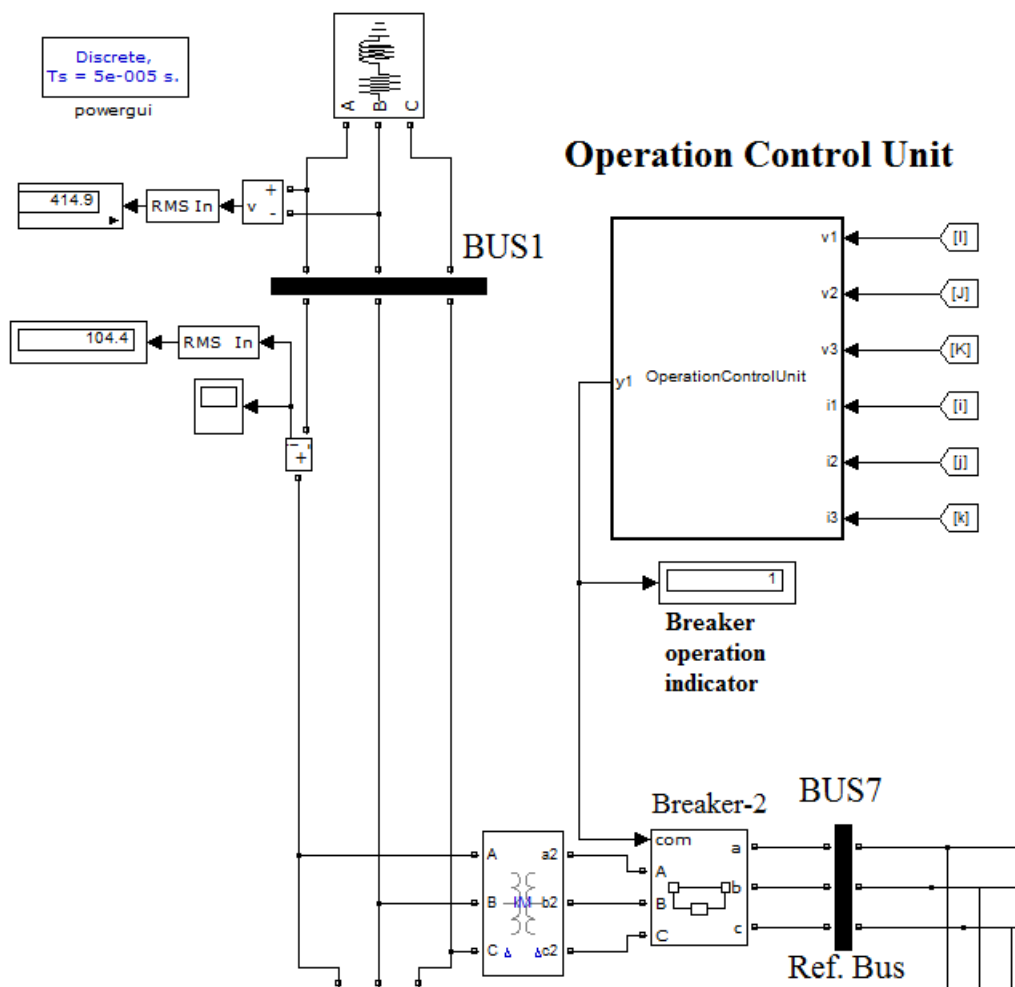 Discrete,
Ts = 5e-005 s.
powergui
A B C
Operation Control Unit
414.9
RMS In
v
+
-
BUS1
v1
[I]
v2
[J]
v3
[K]
104.4
RMS In
y1
OperationControlUnit
i1
[i]
i2
[j]
i3
[k]
- +
1
Breaker
operation
indicator
Breaker-2
BUS7
com
A
B
C
a2
b2
c2
A
B
C
a
b
c
Ref. Bus